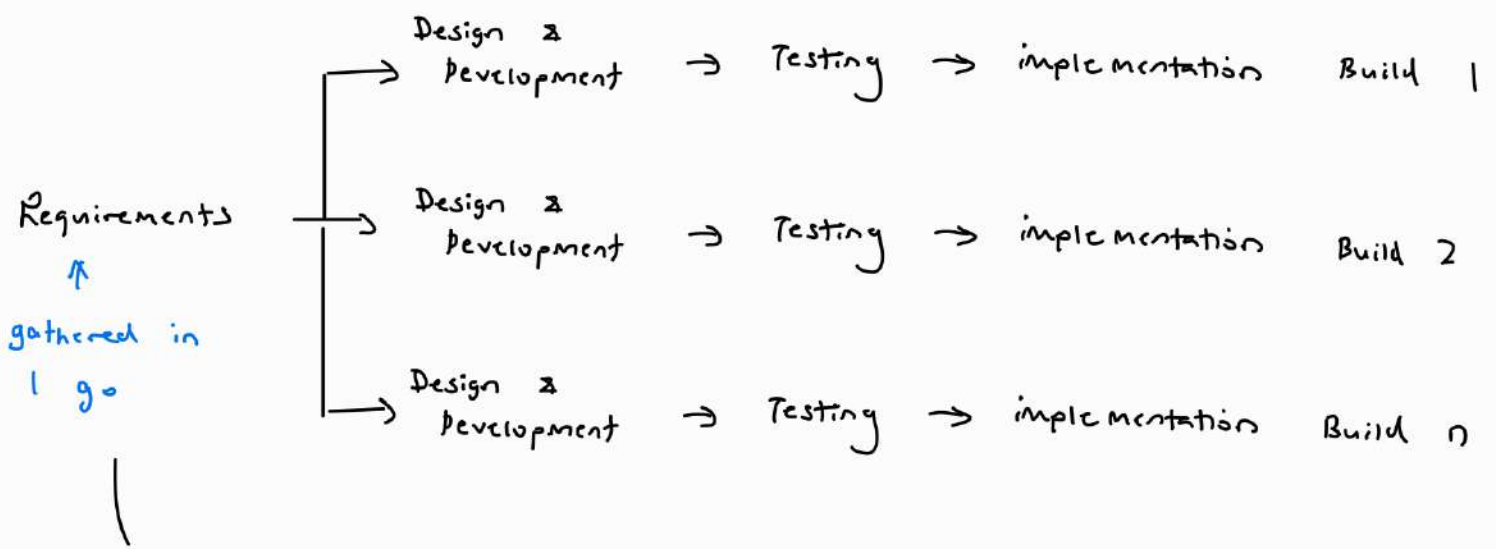 Design &
Development → Testing → implementation Build 1
Requirements
Design &
Development → Testing → implementation Build 2
gathered in
1 go
Design &
Development → Testing → implementation Build n